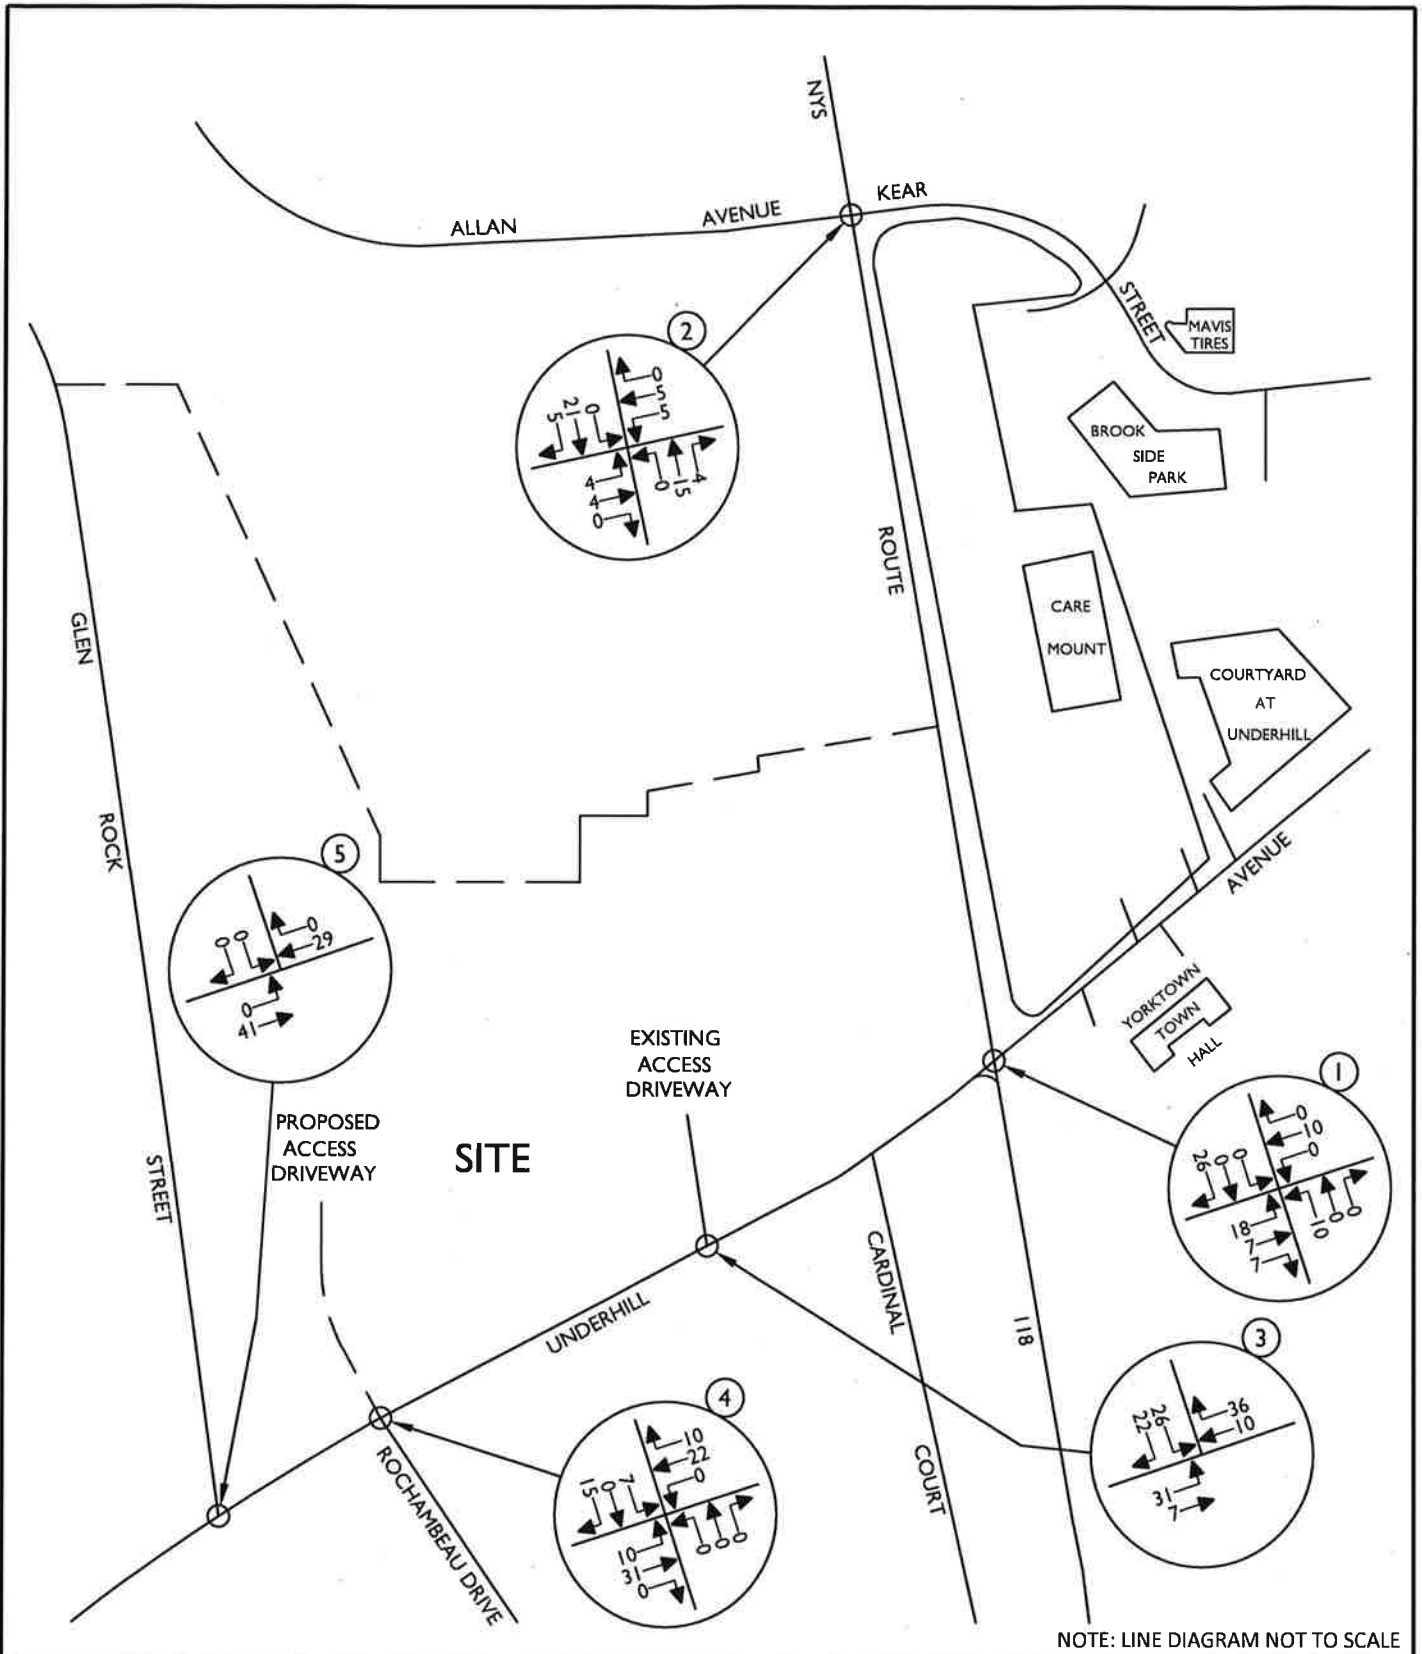 NYS
KEAR
ALLAN
AVENUE
STREET
MAVIS
TIRES
2
0
5
5
5
21
0
4
4
0
0
15
4
BROOK
SIDE
PARK
ROUTE
CARE
MOUNT
GLEN
COURTYARD
AT
UNDERHILL
ROCK
AVENUE
5
0
29
0
0
0
41
YORKTOWN
TOWN
HALL
EXISTING
ACCESS
DRIVEWAY
PROPOSED
ACCESS
DRIVEWAY
SITE
STREET
1
0
10
0
26
0
0
18
7
7
10
0
0
CARDINAL
UNDERHILL
118
3
36
10
22
26
31
7
4
10
22
0
15
0
7
10
31
0
0
0
0
COURT
ROCHAMBEAU DRIVE
NOTE: LINE DIAGRAM NOT TO SCALE